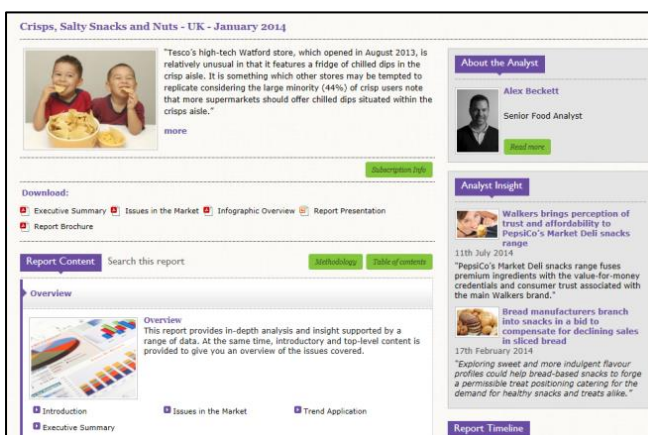 Crisps, Salty Snacks and Nuts - UK - January 2014
"Tesco's high-tech Watford store, which opened in August 2013, is
relatively unusual in that it features a fridge of chilled dips in the
crisp aisle. It is something which other stores may be tempted to
replicate considering the large minority (44%) of crisp users note
that more supermarkets should offer chilled dips situated within the
crisps aisle."
more
Subscription Info
Download:
Executive Summary Issues in the Market Infographic Overview Report Presentation
Report Brochure
Report Content Search this report Methodology Table of contents
Overview
Overview
This report provides in-depth analysis and insight supported by a
range of data. At the same time, introductory and top-level content is
provided to give you an overview of the issues covered.
Introduction Issues in the Market Trend Application
Executive Summary
About the Analyst
Alex Beckett
Senior Food Analyst
Read more
Analyst Insight
Walkers brings perception of
trust and affordability to
PepsiCo's Market Deli snacks
range
11th July 2014
"PepsiCo's Market Deli snacks range fuses
premium ingredients with the value-for-money
credentials and consumer trust associated with
the main Walkers brand."
Bread manufacturers branch
into snacks in a bid to
compensate for declining sales
in sliced bread
17th February 2014
"Exploring sweet and more indulgent flavour
profiles could help bread-based snacks to forge
a permissible treat positioning catering for the
demand for healthy snacks and treats alike."
Report Timeline